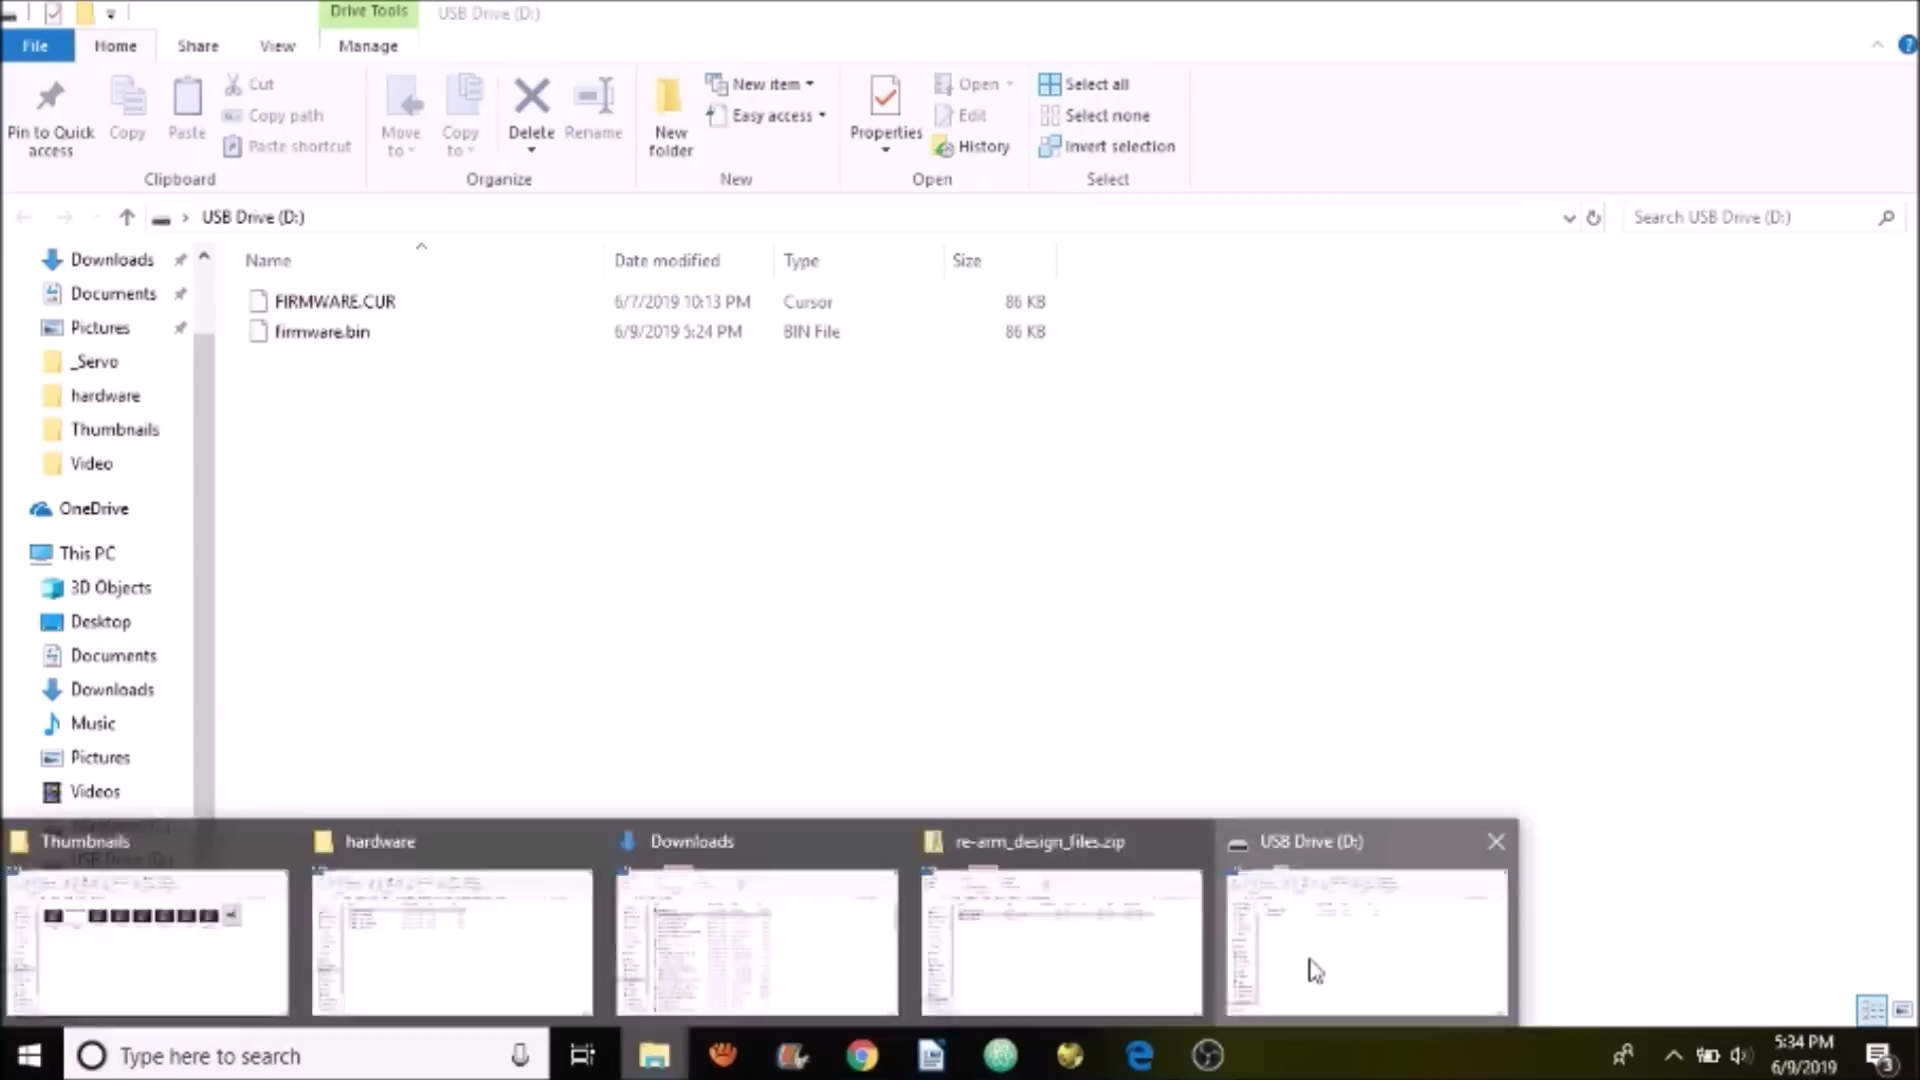 Drive Tools
USB Drive (D:)
File
Home
Share
View
Manage
Pin to Quick access
Copy
Paste
Cut
Copy path
Paste shortcut
Clipboard
Move to
Copy to
Delete
Rename
Organize
New folder
New item
Easy access
New
Properties
Open
Edit
History
Open
Select all
Select none
Invert selection
Select
USB Drive (D:)
Search USB Drive (D:)
Name
Date modified
Type
Size
FIRMWARE.CUR
6/7/2019 10:13 PM
Cursor
86 KB
firmware.bin
6/9/2019 5:24 PM
BIN File
86 KB
Downloads
Documents
Pictures
_Servo
hardware
Thumbnails
Video
OneDrive
This PC
3D Objects
Desktop
Documents
Downloads
Music
Pictures
Videos
USB Drive (D:)
Thumbnails
hardware
Downloads
re-arm_design_files.zip
USB Drive (D:)
Type here to search
5:34 PM
6/9/2019
3